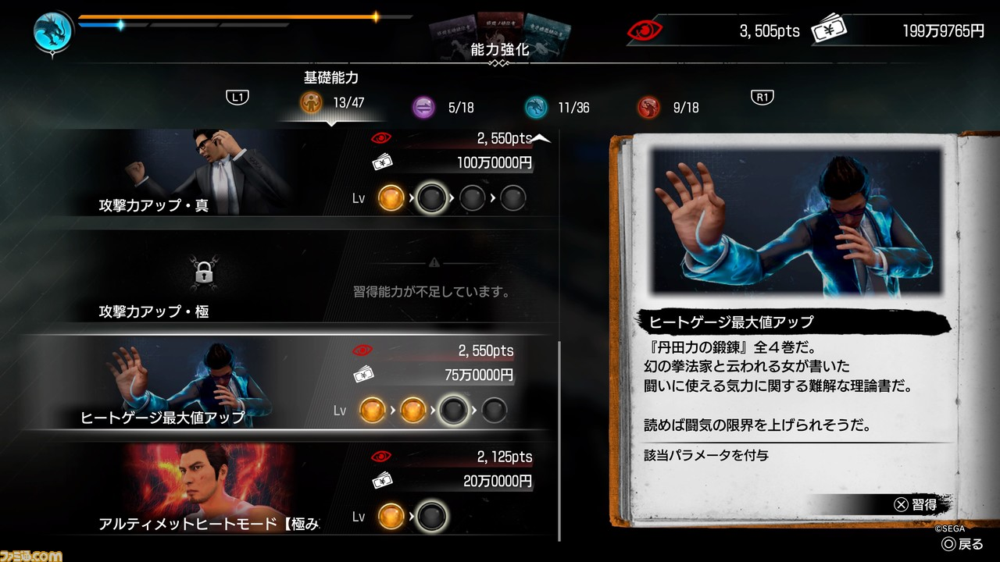 能力強化
3,505pts
199万9765円
L1
基礎能力
13/47
5/18
11/36
9/18
R1
2,550pts
100万0000円
Lv
攻撃力アップ・真
習得能力が不足しています。
攻撃力アップ・極
2,550pts
75万0000円
Lv
ヒートゲージ最大値アップ
2,125pts
20万0000円
Lv
アルティメットヒートモード【極み
ヒートゲージ最大値アップ
『丹田力の鍛錬』全４巻だ。
幻の拳法家と云われる女が書いた
闘いに使える気力に関する難解な理論書だ。
読めば闘気の限界を上げられそうだ。
該当パラメータを付与
習得
©SEGA
戻る
ファミ通.com